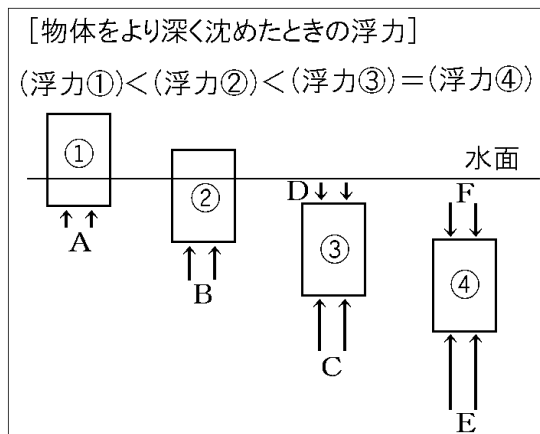 [物体をより深く沈めたときの浮力]
(浮力①)<(浮力②)<(浮力③)=(浮力④)
① 水面
② D F
③ ④
A
B
C
E